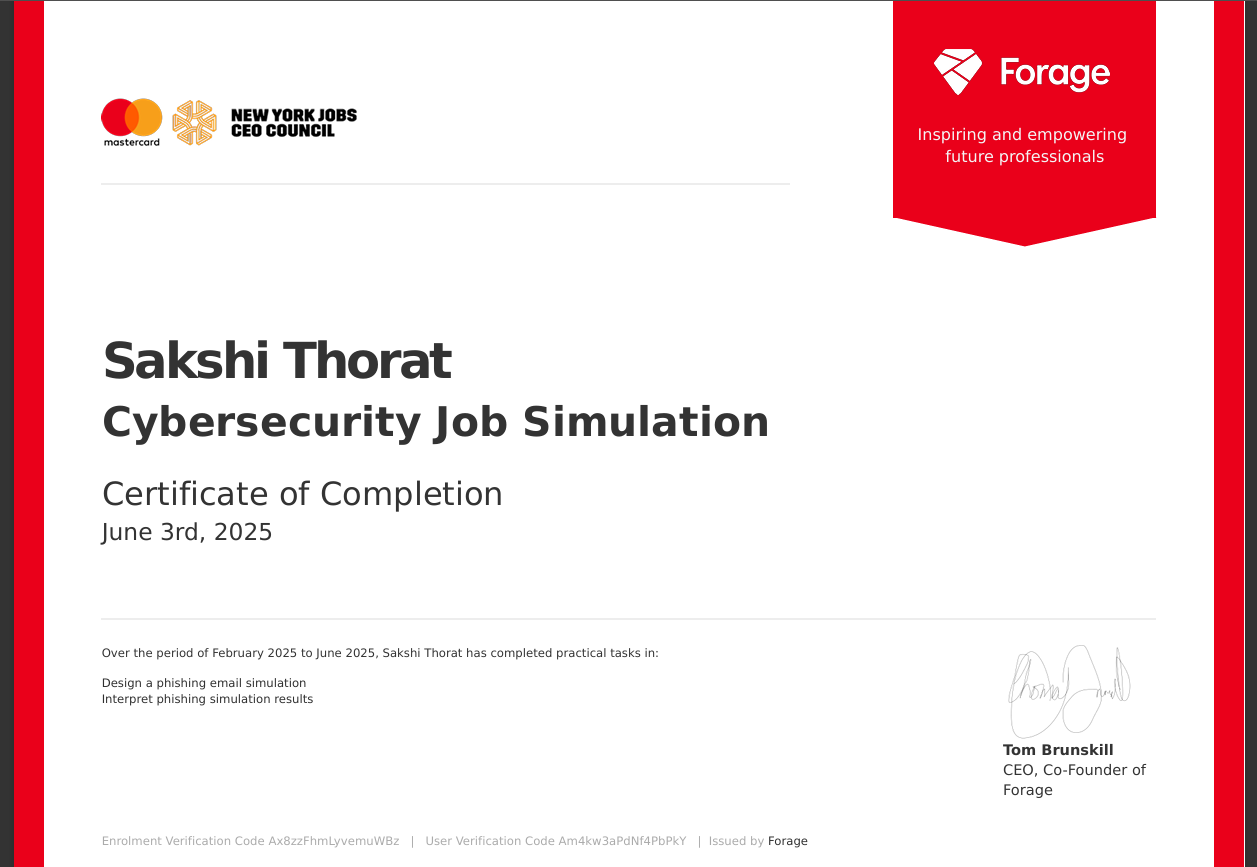 mastercard
NEW YORK JOBS
CEO COUNCIL
Forage
Inspiring and empowering
future professionals
Sakshi Thorat
Cybersecurity Job Simulation
Certificate of Completion
June 3rd, 2025
Over the period of February 2025 to June 2025, Sakshi Thorat has completed practical tasks in:
Design a phishing email simulation
Interpret phishing simulation results
Tom Brunskill
CEO, Co-Founder of
Forage
Enrolment Verification Code Ax8zzFhmLyvemuWBz | User Verification Code Am4kw3aPdNf4PbPkY | Issued by Forage